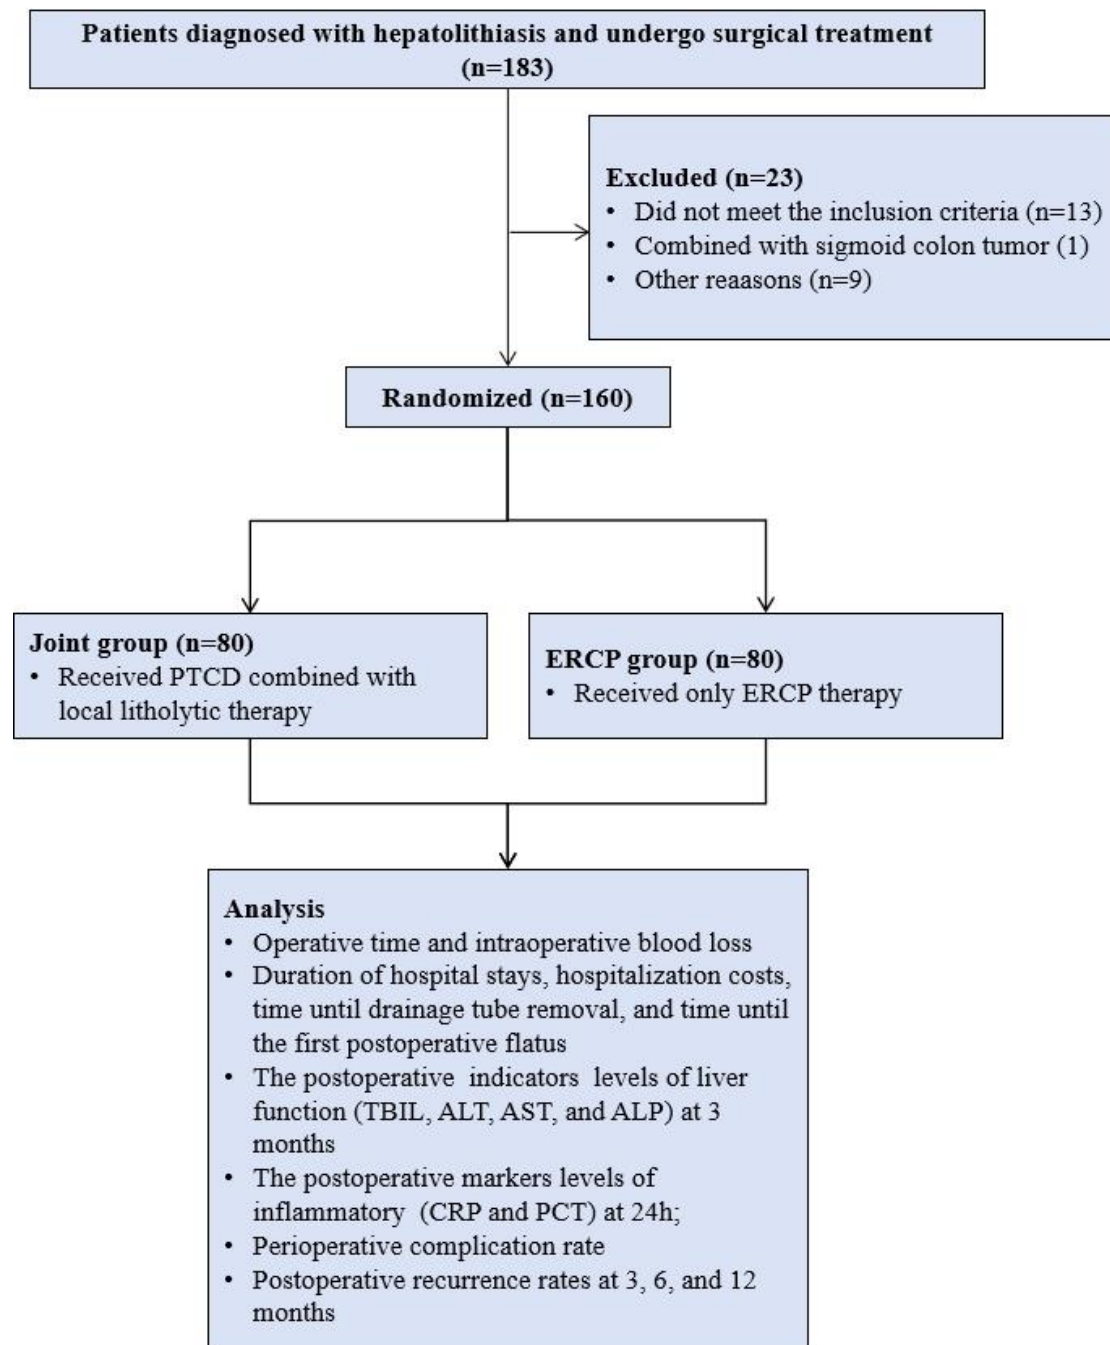 Patients diagnosed with hepatolithiasis and undergo surgical treatment
(n=183)
Excluded (n=23)
• Did not meet the inclusion criteria (n=13)
• Combined with sigmoid colon tumor (1)
• Other reaasons (n=9)
Randomized (n=160)
Joint group (n=80)
• Received PTCD combined with
local litholytic therapy
ERCP group (n=80)
• Received only ERCP therapy
Analysis
• Operative time and intraoperative blood loss
• Duration of hospital stays, hospitalization costs,
time until drainage tube removal, and time until
the first postoperative flatus
• The postoperative indicators levels of liver
function (TBIL, ALT, AST, and ALP) at 3
months
• The postoperative markers levels of
inflammatory (CRP and PCT) at 24h;
• Perioperative complication rate
• Postoperative recurrence rates at 3, 6, and 12
months